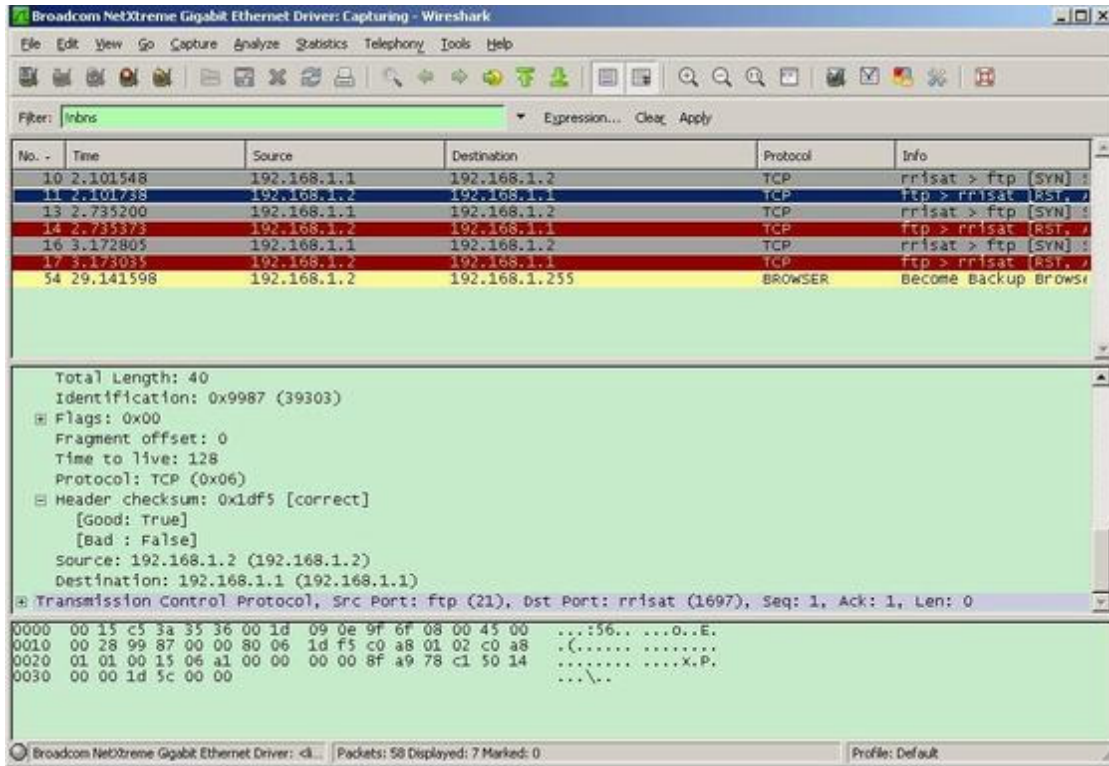 Broadcom NetXtreme Gigabit Ethernet Driver: Capturing - Wireshark
File Edit View Go Capture Analyze Statistics Telephony Tools Help
Filter: !nbns Expression... Clear Apply
No. - Time Source Destination Protocol Info
10 2.101548 192.168.1.1 192.168.1.2 TCP rrisat > ftp [SYN]
11 2.101738 192.168.1.2 192.168.1.1 TCP ftp > rrisat [RST,
13 2.735200 192.168.1.1 192.168.1.2 TCP rrisat > ftp [SYN]
14 2.735373 192.168.1.2 192.168.1.1 TCP ftp > rrisat [RST,
16 3.172805 192.168.1.1 192.168.1.2 TCP rrisat > ftp [SYN]
17 3.173035 192.168.1.2 192.168.1.1 TCP ftp > rrisat [RST,
54 29.141598 192.168.1.2 192.168.1.255 BROWSER Become Backup Browse
Total Length: 40
Identification: 0x9987 (39303)
Flags: 0x00
Fragment offset: 0
Time to live: 128
Protocol: TCP (0x06)
Header checksum: 0x1df5 [correct]
[Good: True]
[Bad : False]
Source: 192.168.1.2 (192.168.1.2)
Destination: 192.168.1.1 (192.168.1.1)
Transmission Control Protocol, Src Port: ftp (21), Dst Port: rrisat (1697), Seq: 1, Ack: 1, Len: 0
0000 00 15 c5 3a 35 36 00 1d 09 0e 9f 6f 08 00 45 00 ...:56.. ...o..E.
0010 00 28 99 87 00 00 80 06 1d f5 c0 a8 01 02 c0 a8 .(...... ........
0020 01 01 00 15 06 a1 00 00 00 00 8f a9 78 c1 50 14 ........ ....x.P.
0030 00 00 1d 5c 00 00 ...\..
Broadcom NetXtreme Gigabit Ethernet Driver: Packets: 58 Displayed: 7 Marked: 0 Profile: Default